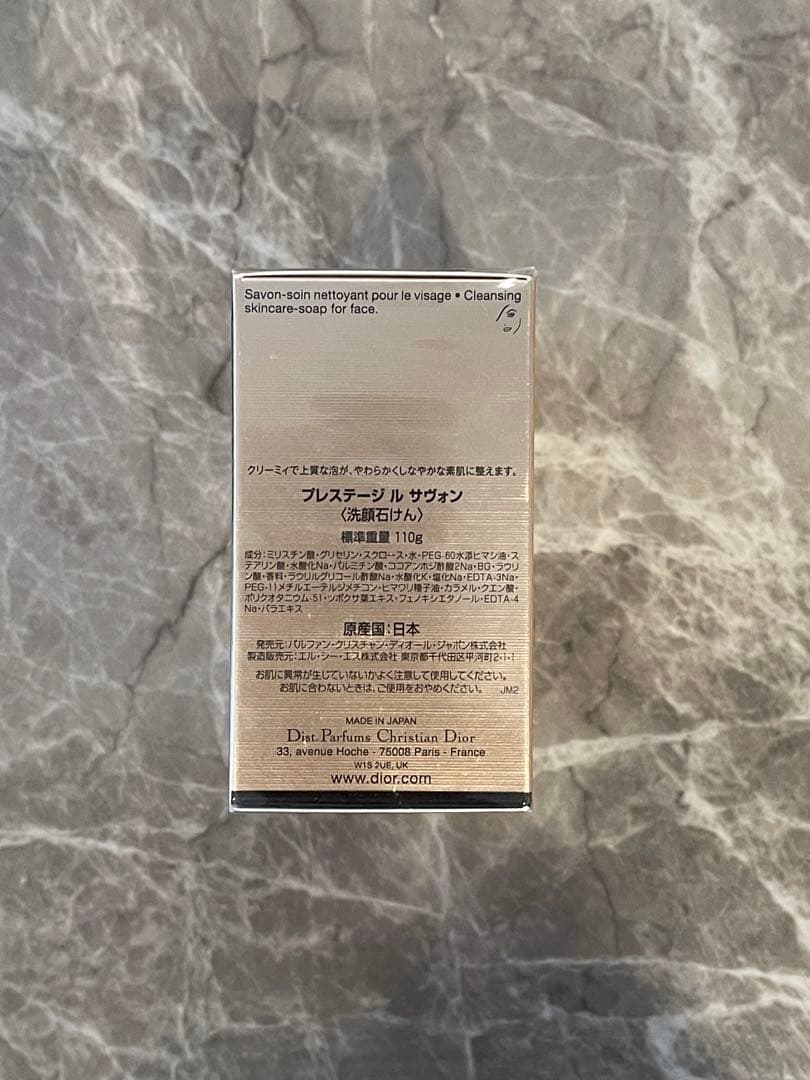 Savon-soin nettoyant pour le visage • Cleansing
skincare-soap for face.
クリーミィで上質な泡が、やわらかくしなやかな素肌に整えます。
プレステージ ル サヴォン
〈洗顔石けん〉
標準重量 110g
成分:ミリスチン酸・グリセリン・スクロース・水・PEG-60水添ヒマシ油・ス
テアリン酸・水酸化Na・パルミチン酸・ココアンホジ酢酸2Na・BG・ラウリ
ン酸・香料・ラウリルグリコール酢酸Na・水酸化K・塩化Na・EDTA-3Na・
PEG-11メチルエーテルジメチコン・ヒマワリ種子油・カラメル・クエン酸・
ポリクオタニウム-51・ツボクサ葉エキス・フェノキシエタノール・EDTA-4
Na・バラエキス
原産国:日本
発売元:パルファン・クリスチャン・ディオール・ジャポン株式会社
製造販売元:エル・シー・エス株式会社 東京都千代田区平河町2-1-1
お肌に異常が生じていないかよく注意して使用してください。
お肌に合わないときは、ご使用をおやめください。 JM2
MADE IN JAPAN
Dist. Parfums Christian Dior
33, avenue Hoche - 75008 Paris - France
W1S 2UE, UK
www.dior.com